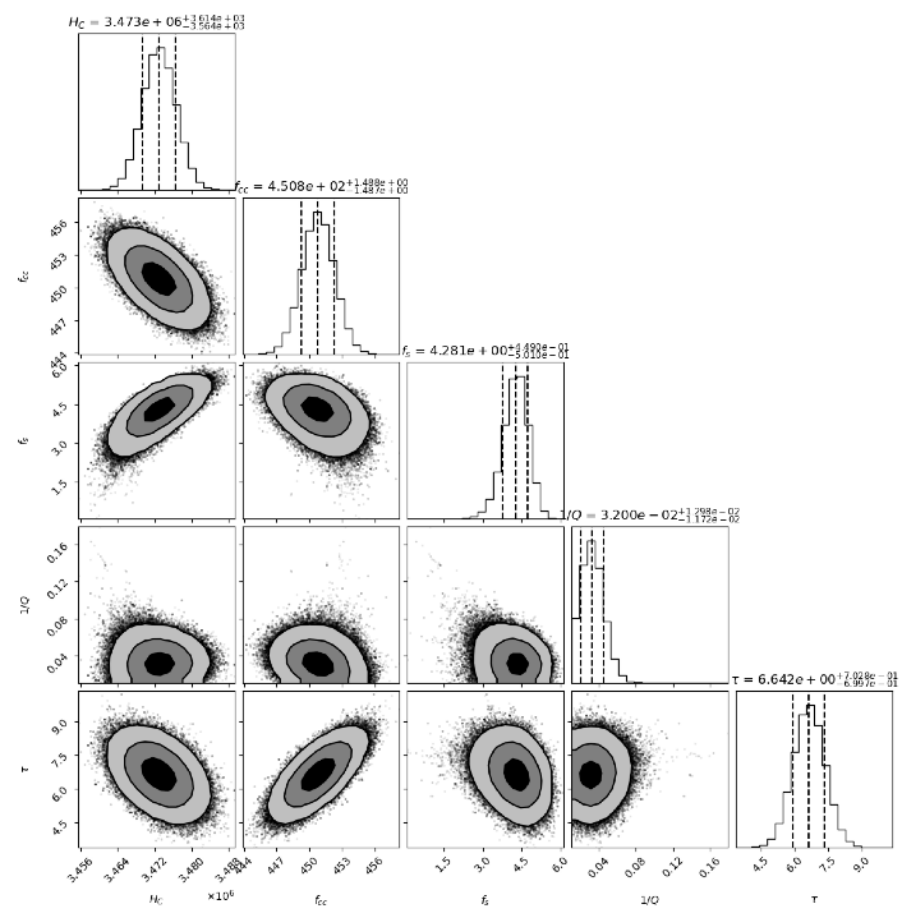 H_C = 3.473e + 06^{+3.614e+03}_{−3.564e+03}
f_cc = 4.508e + 02^{+1.488e+00}_{−1.487e+00}
456
453
450
447
444
f_cc
f_s = 4.281e + 00^{+4.490e−01}_{−5.010e−01}
6.0
4.5
3.0
1.5
f_s
1/Q = 3.200e − 02^{+1.298e−02}_{−1.172e−02}
0.16
0.12
0.08
0.04
1/Q
τ = 6.642e + 00^{+7.028e−01}_{−6.997e−01}
9.0
7.5
6.0
4.5
τ
3.456 3.464 3.472 3.480 3.488 444 447 450 453 456 1.5 3.0 4.5 6.0 0.04 0.08 0.12 0.16 4.5 6.0 7.5 9.0
×10^6
H_C f_cc f_s 1/Q τ